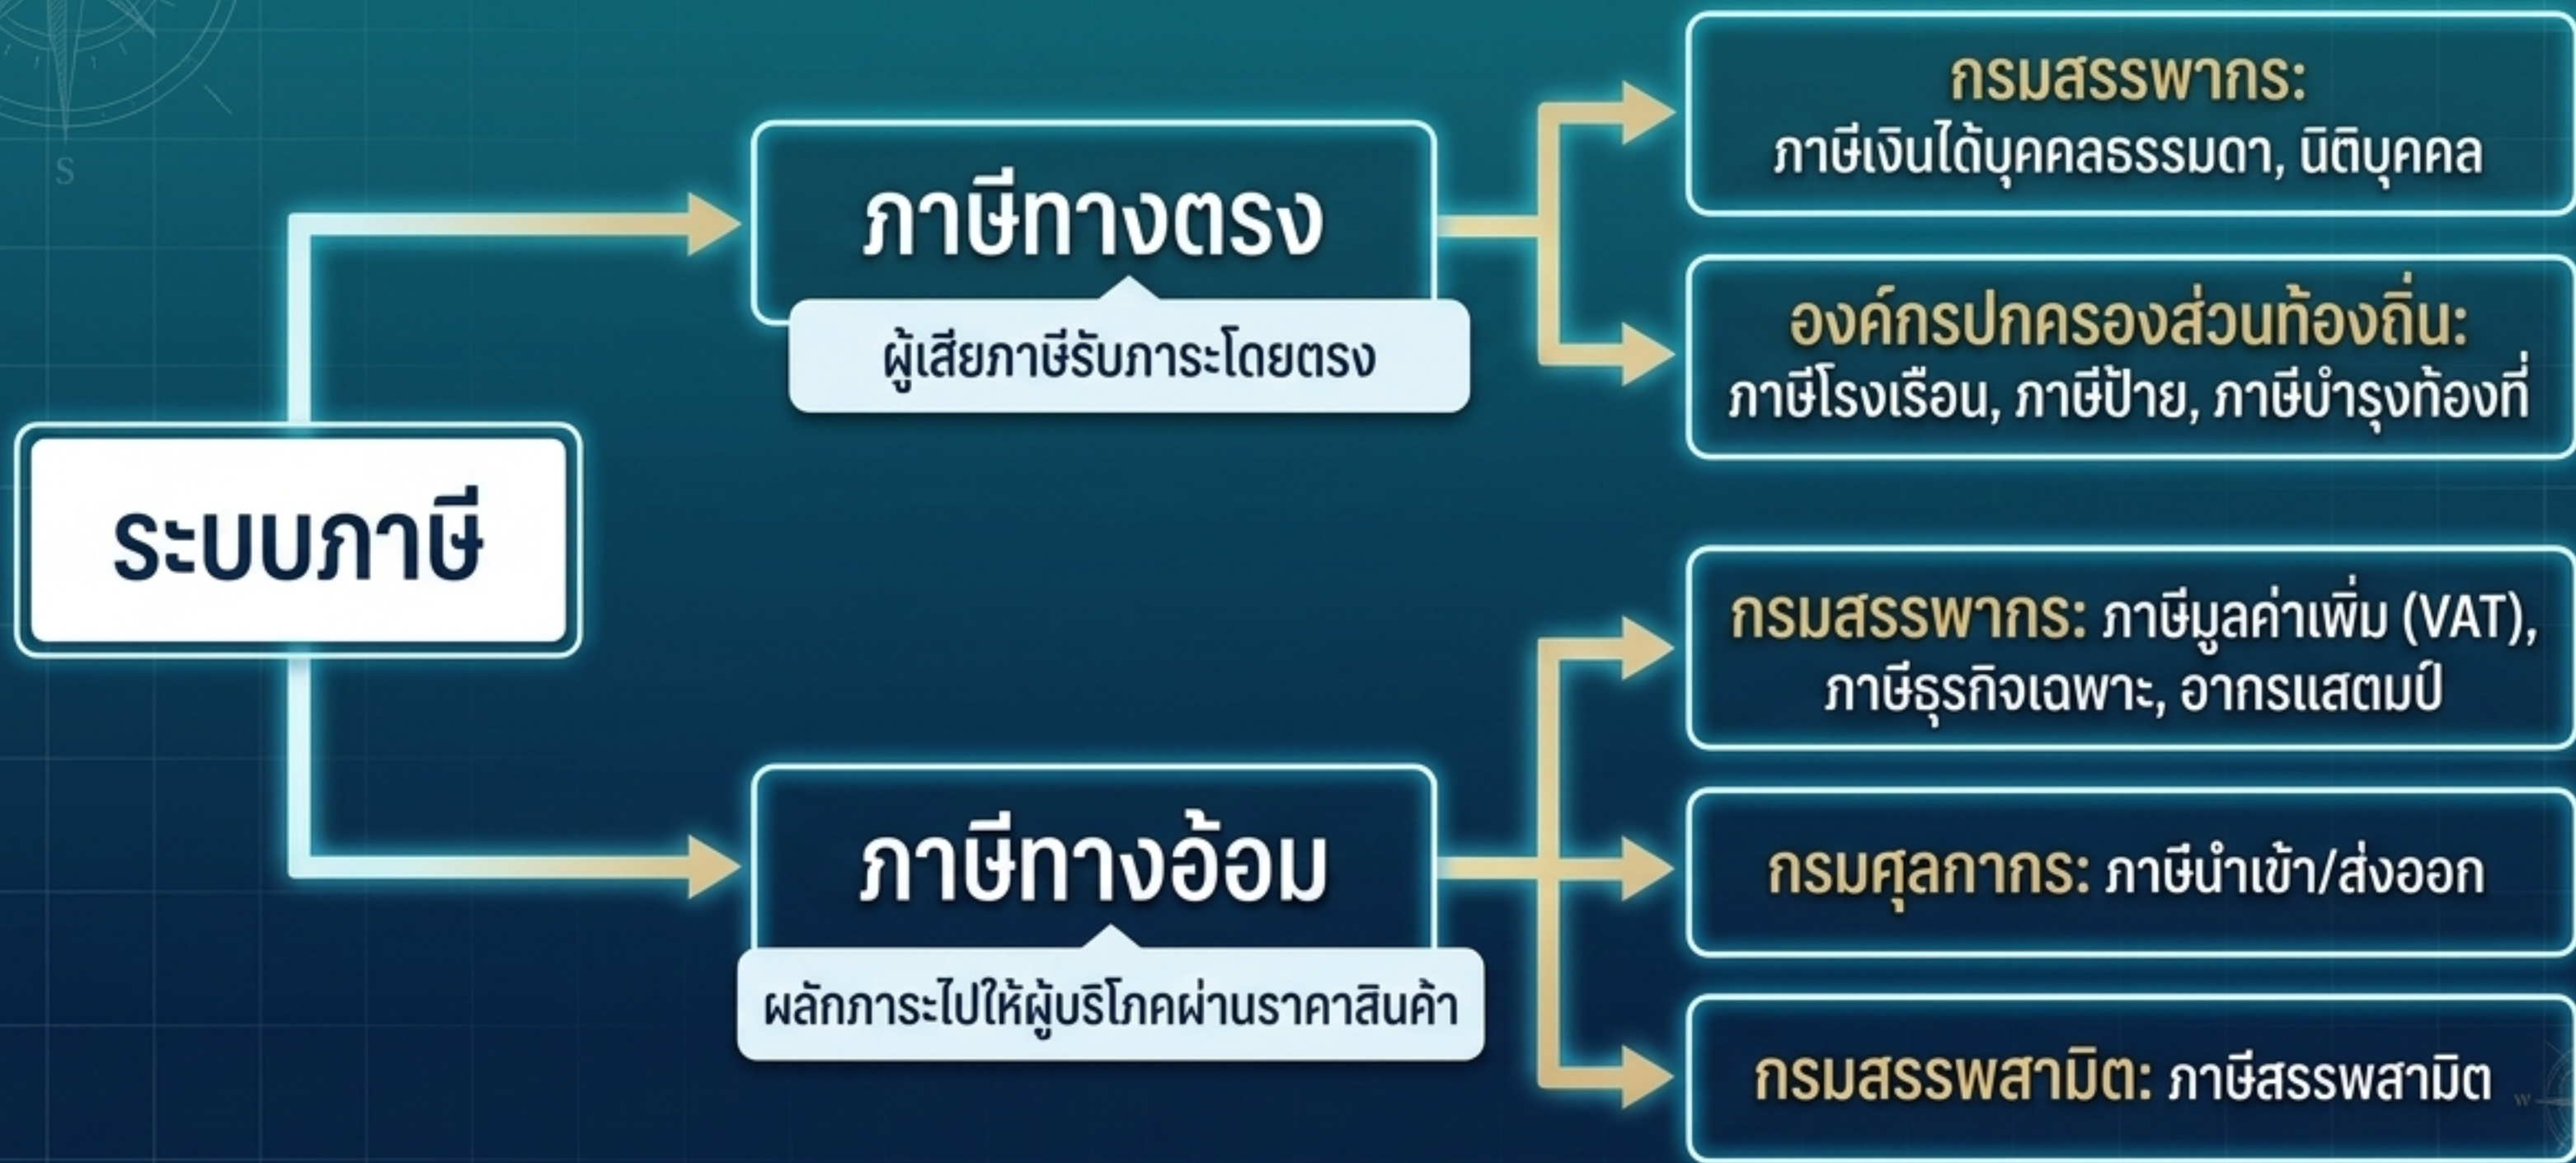 S
กรมสรรพากร:
ภาษีเงินได้บุคคลธรรมดา, นิติบุคคล
ภาษีทางตรง
ผู้เสียภาษีรับภาระโดยตรง
องค์กรปกครองส่วนท้องถิ่น:
ภาษีโรงเรือน, ภาษีป้าย, ภาษีบำรุงท้องที่
ระบบภาษี
กรมสรรพากร: ภาษีมูลค่าเพิ่ม (VAT),
ภาษีธุรกิจเฉพาะ, อากรแสตมป์
ภาษีทางอ้อม
ผลักภาระไปให้ผู้บริโภคผ่านราคาสินค้า
กรมศุลกากร: ภาษีนำเข้า/ส่งออก
กรมสรรพสามิต: ภาษีสรรพสามิต
W